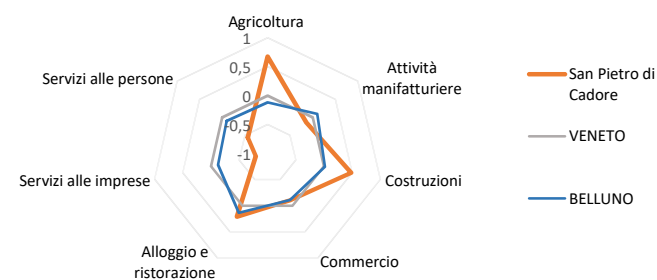 Agricoltura
1
0,5
0
-0,5
-1
Attività
manifatturiere
Costruzioni
Commercio
Alloggio e
ristorazione
Servizi alle imprese
Servizi alle persone
San Pietro di
Cadore
VENETO
BELLUNO